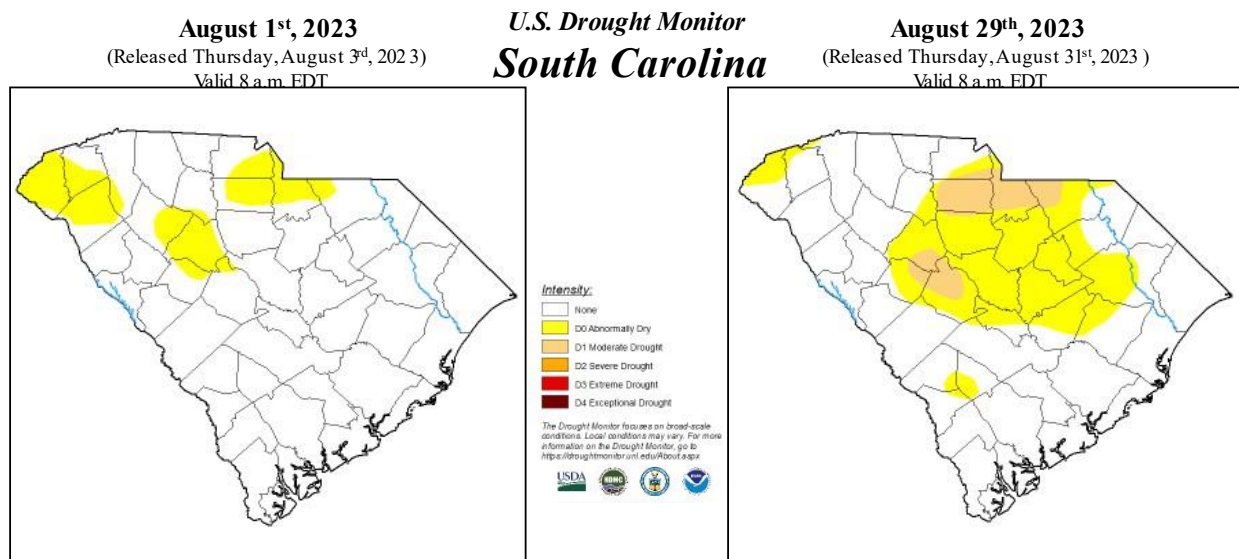 August 1st, 2023
(Released Thursday, August 3rd, 2023)
Valid 8 a.m. EDT
U.S. Drought Monitor
South Carolina
August 29th, 2023
(Released Thursday, August 31st, 2023)
Valid 8 a.m. EDT
Intensity:
None
D0 Abnormally Dry
D1 Moderate Drought
D2 Severe Drought
D3 Extreme Drought
D4 Exceptional Drought
The Drought Monitor focuses on broad-scale
conditions. Local conditions may vary. For more
information on the Drought Monitor, go to
https://droughtmonitor.unl.edu/About.aspx
USDA
NDMC